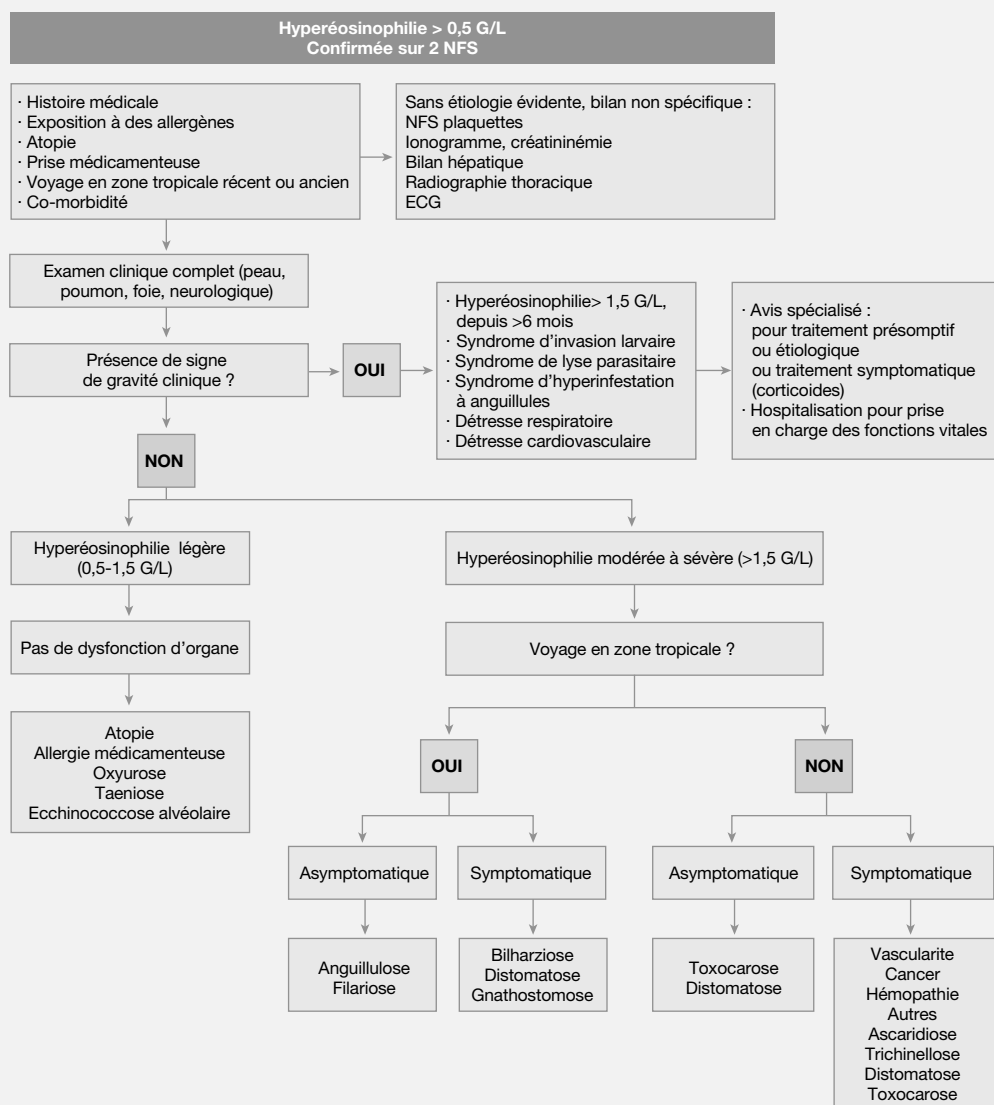 Hyperéosinophilie > 0,5 G/L
Confirmée sur 2 NFS
· Histoire médicale
· Exposition à des allergènes
· Atopie
· Prise médicamenteuse
· Voyage en zone tropicale récent ou ancien
· Co-morbidité
Sans étiologie évidente, bilan non spécifique :
NFS plaquettes
Ionogramme, créatininémie
Bilan hépatique
Radiographie thoracique
ECG
Examen clinique complet (peau,
poumon, foie, neurologique)
Présence de signe
de gravité clinique ?
OUI
· Hyperéosinophilie> 1,5 G/L,
depuis >6 mois
· Syndrome d’invasion larvaire
· Syndrome de lyse parasitaire
· Syndrome d’hyperinfestation
à anguillules
· Détresse respiratoire
· Détresse cardiovasculaire
· Avis spécialisé :
pour traitement présomptif
ou étiologique
ou traitement symptomatique
(corticoides)
· Hospitalisation pour prise
en charge des fonctions vitales
NON
Hyperéosinophilie légère
(0,5-1,5 G/L)
Hyperéosinophilie modérée à sévère (>1,5 G/L)
Pas de dysfonction d’organe
Voyage en zone tropicale ?
Atopie
Allergie médicamenteuse
Oxyurose
Taeniose
Ecchinococcose alvéolaire
OUI
NON
Asymptomatique
Symptomatique
Asymptomatique
Symptomatique
Anguillulose
Filariose
Bilharziose
Distomatose
Gnathostomose
Toxocarose
Distomatose
Vascularite
Cancer
Hémopathie
Autres
Ascaridiose
Trichinellose
Distomatose
Toxocarose